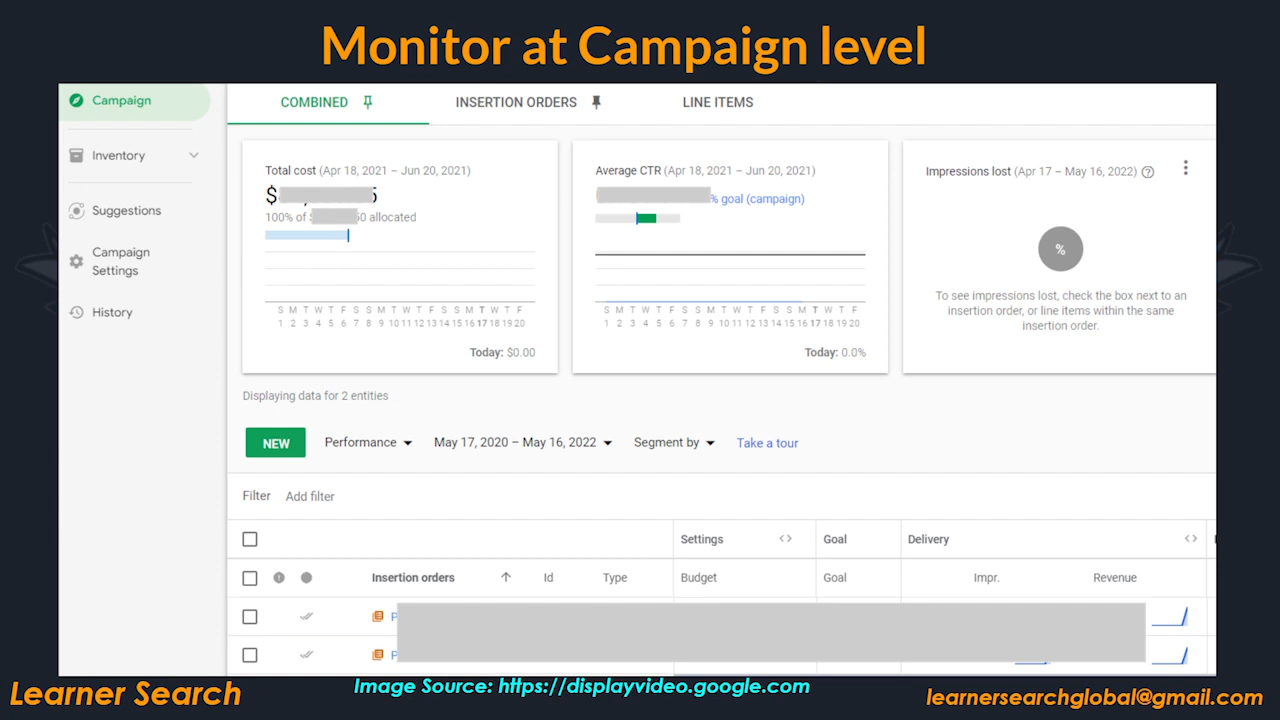 Monitor at Campaign level
Campaign
Inventory
Suggestions
Campaign
Settings
History
COMBINED
INSERTION ORDERS
LINE ITEMS
Total cost (Apr 18, 2021 – Jun 20, 2021)
$ 5
100% of 50 allocated
S M T W T F S S M T W T F S S M T W T F
1 2 3 4 5 6 7 8 9 10 11 12 13 14 15 16 17 18 19 20
Today: $0.00
Average CTR (Apr 18, 2021 – Jun 20, 2021)
% goal (campaign)
S M T W T F S S M T W T F S S M T W T F
1 2 3 4 5 6 7 8 9 10 11 12 13 14 15 16 17 18 19 20
Today: 0.0%
Impressions lost (Apr 17 – May 16, 2022)
%
To see impressions lost, check the box next to an
insertion order, or line items within the same
insertion order.
Displaying data for 2 entities
NEW Performance May 17, 2020 – May 16, 2022 Segment by Take a tour
Filter Add filter
Settings <> Goal Delivery <>
Insertion orders Id Type Budget Goal Impr. Revenue
P
P
Learner Search
Image Source: https://displayvideo.google.com
learnersearchglobal@gmail.com